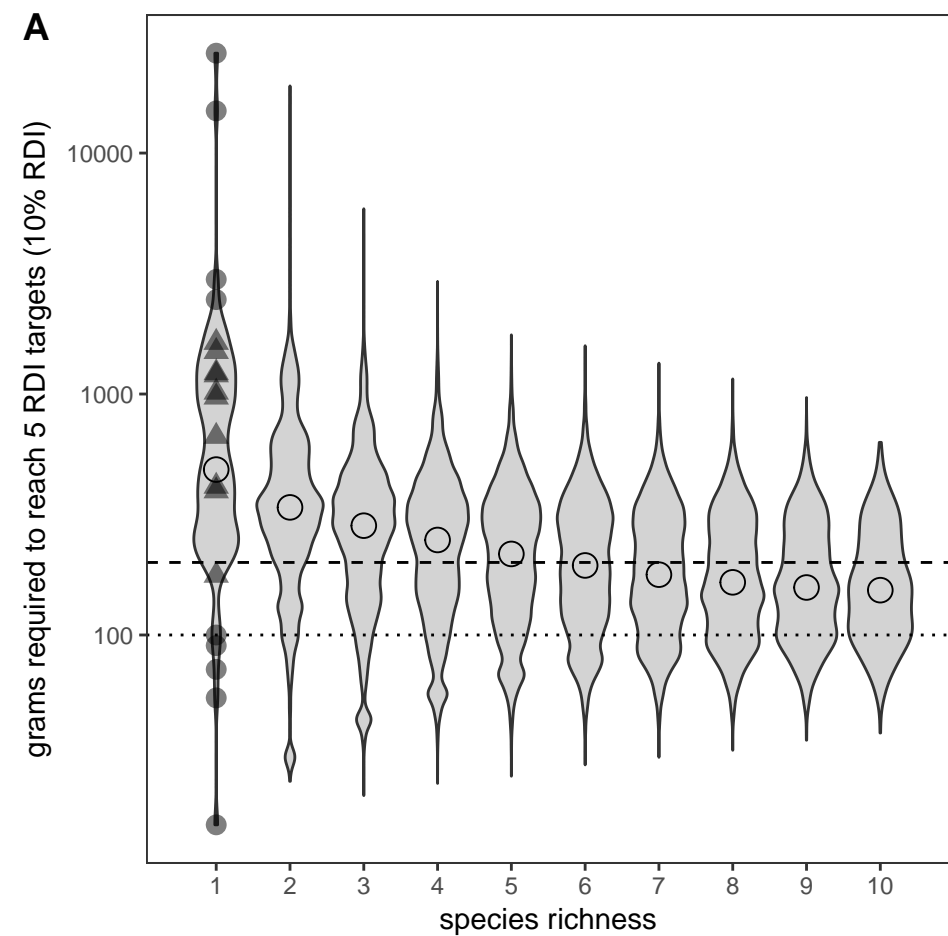 A
grams required to reach 5 RDI targets (10% RDI)
10000
1000
100
1 2 3 4 5 6 7 8 9 10
species richness